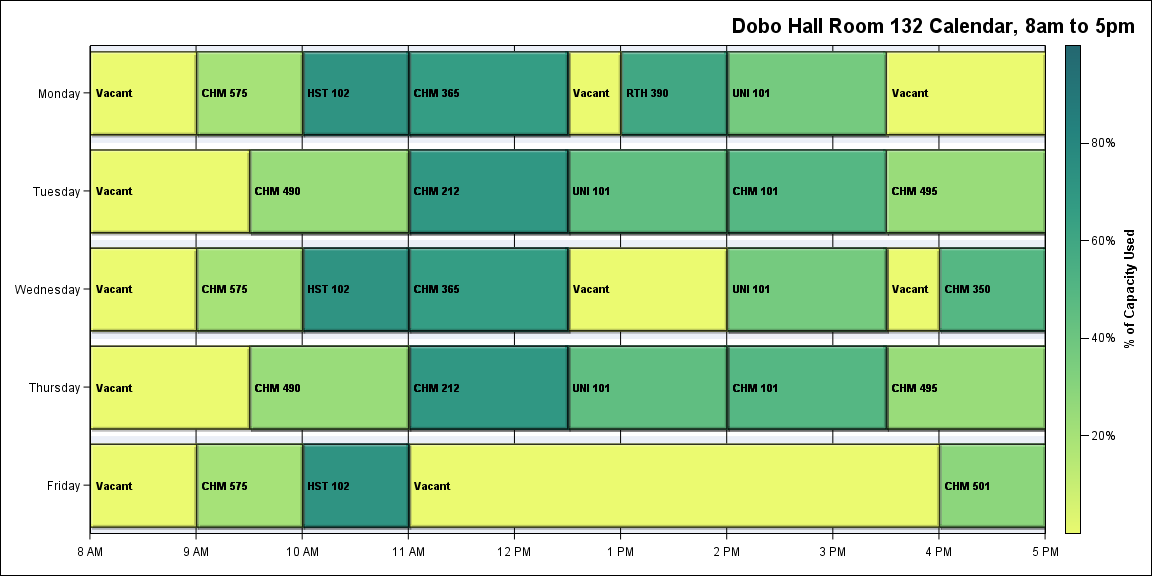 Dobo Hall Room 132 Calendar, 8am to 5pm
Monday
Vacant
CHM 575
HST 102
CHM 365
Vacant
RTH 390
UNI 101
Vacant
Tuesday
Vacant
CHM 490
CHM 212
UNI 101
CHM 101
CHM 495
Wednesday
Vacant
CHM 575
HST 102
CHM 365
Vacant
UNI 101
Vacant
CHM 350
Thursday
Vacant
CHM 490
CHM 212
UNI 101
CHM 101
CHM 495
Friday
Vacant
CHM 575
HST 102
Vacant
CHM 501
8 AM
9 AM
10 AM
11 AM
12 PM
1 PM
2 PM
3 PM
4 PM
5 PM
80%
60%
40%
20%
% of Capacity Used